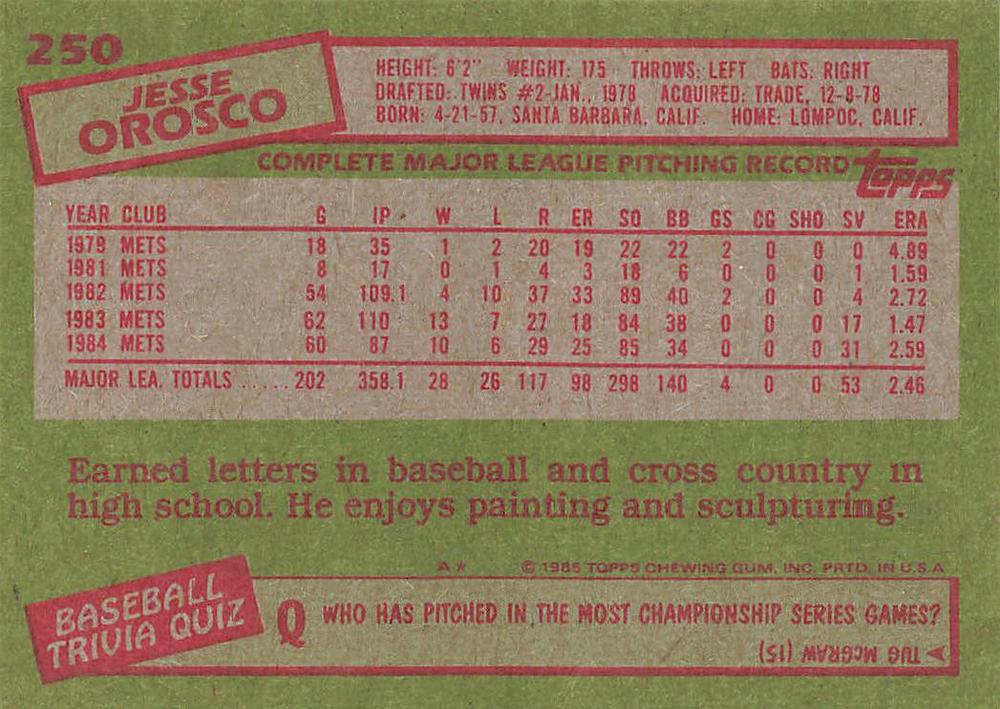 250
JESSE
OROSCO
HEIGHT: 6'2" WEIGHT: 175 THROWS: LEFT BATS: RIGHT
DRAFTED: TWINS #2-JAN., 1978 ACQUIRED: TRADE, 12-8-78
BORN: 4-21-57, SANTA BARBARA, CALIF. HOME: LOMPOC, CALIF.
COMPLETE MAJOR LEAGUE PITCHING RECORD topps
YEAR CLUB G IP W L R ER SO BB GS CG SHO SV ERA
1979 METS 18 35 1 2 20 19 22 22 2 0 0 0 4.89
1981 METS 8 17 0 1 4 3 18 6 0 0 0 1 1.59
1982 METS 54 109.1 4 10 37 33 89 40 2 0 0 4 2.72
1983 METS 62 110 13 7 27 18 84 38 0 0 0 17 1.47
1984 METS 60 87 10 6 29 25 85 34 0 0 0 31 2.59
MAJOR LEA. TOTALS ...... 202 358.1 28 26 117 98 298 140 4 0 0 53 2.46
Earned letters in baseball and cross country in
high school. He enjoys painting and sculpturing.
A* © 1985 TOPPS CHEWING GUM, INC. PRTD. IN U.S.A
BASEBALL
TRIVIA QUIZ
Q WHO HAS PITCHED IN THE MOST CHAMPIONSHIP SERIES GAMES?
TUG McGRAW (15)